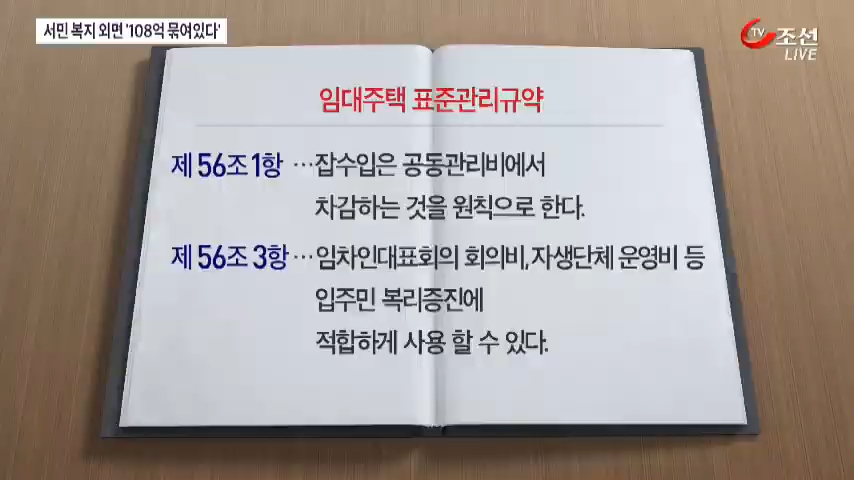 서민 복지 외면 '108억 묶여있다'
TV조선
LIVE
임대주택 표준관리규약
제 56조 1항 …잡수입은 공동관리비에서
차감하는 것을 원칙으로 한다.
제 56조 3항…임차인대표회의 회의비, 자생단체 운영비 등
입주민 복리증진에
적합하게 사용 할 수 있다.